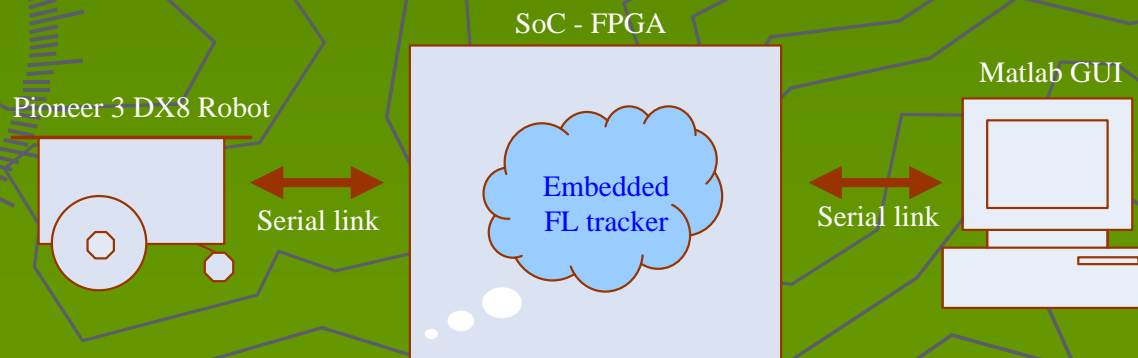 SoC - FPGA
Matlab GUI
Pioneer 3 DX8 Robot
Embedded
FL tracker
Serial link
Serial link